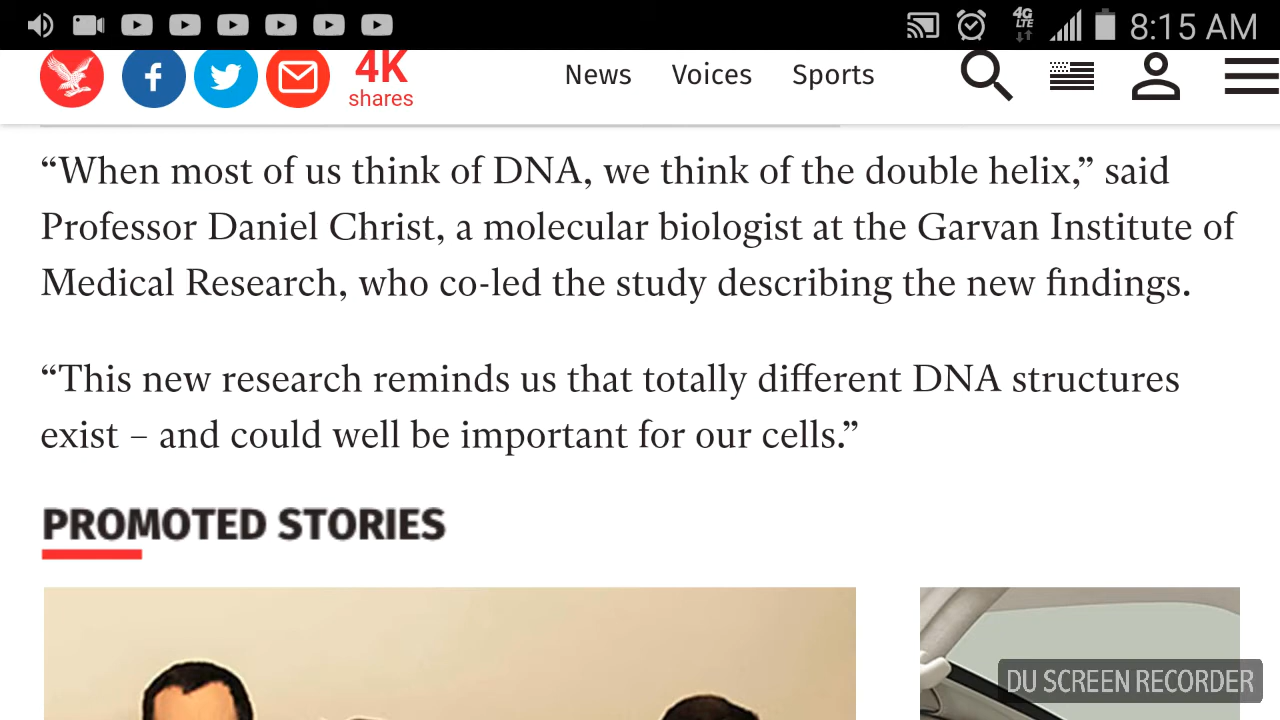 8:15 AM
4G
LTE
f
4K
shares
News Voices Sports
“When most of us think of DNA, we think of the double helix,” said
Professor Daniel Christ, a molecular biologist at the Garvan Institute of
Medical Research, who co-led the study describing the new findings.
“This new research reminds us that totally different DNA structures
exist – and could well be important for our cells.”
PROMOTED STORIES
DU SCREEN RECORDER